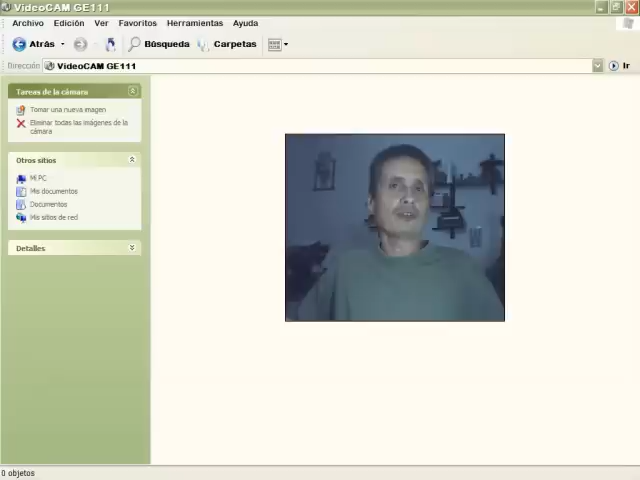 VideoCAM GE111
Archivo Edición Ver Favoritos Herramientas Ayuda
Atrás Búsqueda Carpetas
Dirección VideoCAM GE111 Ir
Tareas de la cámara
Tomar una nueva imagen
Eliminar todas las imágenes de la
cámara
Otros sitios
Mi PC
Mis documentos
Documentos
Mis sitios de red
Detalles
0 objetos